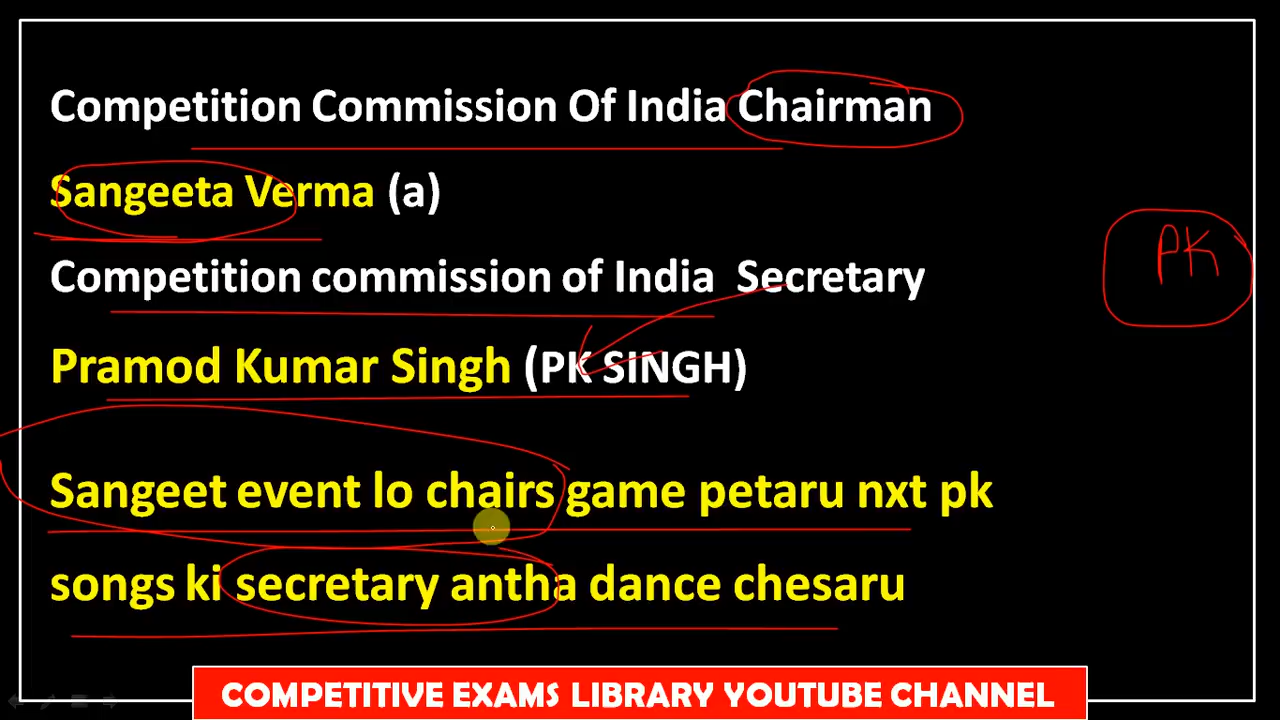 Competition Commission Of India Chairman
Sangeeta Verma (a)
PK
Competition commission of India Secretary
Pramod Kumar Singh (PK SINGH)
Sangeet event lo chairs game petaru nxt pk
songs ki secretary antha dance chesaru
COMPETITIVE EXAMS LIBRARY YOUTUBE CHANNEL